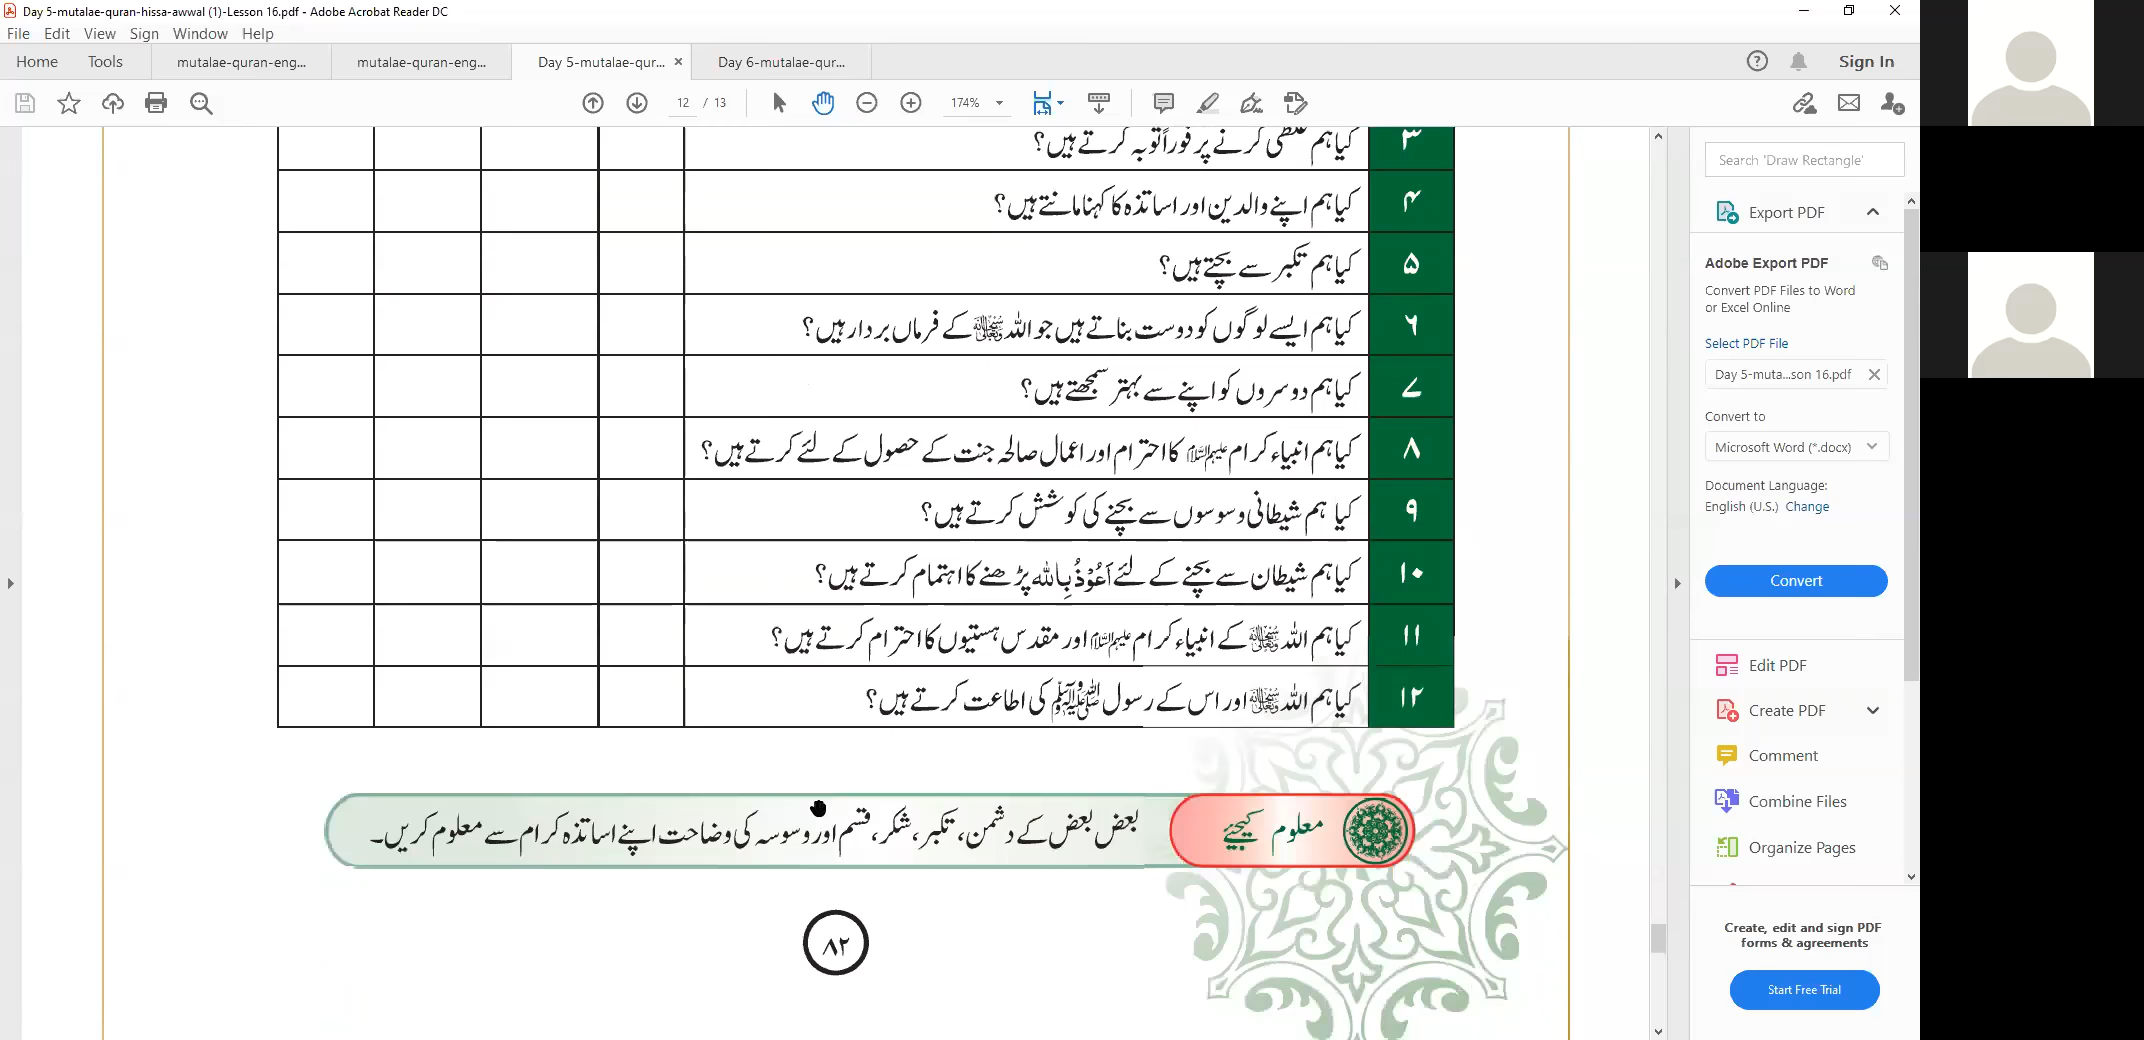 Day 5-mutalae-quran-hissa-awwal (1)-Lesson 16.pdf - Adobe Acrobat Reader DC
File Edit View Sign Window Help
Home Tools mutalae-quran-eng... mutalae-quran-eng... Day 5-mutalae-qur... Day 6-mutalae-qur... Sign In
12 / 13 174%
۳ کیا ہم غلطی کرنے پر فوراً توبہ کرتے ہیں؟
۴ کیا ہم اپنے والدین اور اساتذہ کا کہنا مانتے ہیں؟
۵ کیا ہم تکبر سے بچتے ہیں؟
۶ کیا ہم ایسے لوگوں کو دوست بناتے ہیں جو اللہ سبحانہ وتعالیٰ کے فرماں بردار ہیں؟
۷ کیا ہم دوسروں کو اپنے سے بہتر سمجھتے ہیں؟
۸ کیا ہم انبیاء کرام علیہم السلام کا احترام اور اعمال صالحہ جنت کے حصول کے لئے کرتے ہیں؟
۹ کیا ہم شیطانی وسوسوں سے بچنے کی کوشش کرتے ہیں؟
۱۰ کیا ہم شیطان سے بچنے کے لئے اَعُوْذُ بِاللہ پڑھنے کا اہتمام کرتے ہیں؟
۱۱ کیا ہم اللہ سبحانہ وتعالیٰ کے انبیاء کرام علیہم السلام اور مقدس ہستیوں کا احترام کرتے ہیں؟
۱۲ کیا ہم اللہ سبحانہ وتعالیٰ اور اس کے رسول ﷺ کی اطاعت کرتے ہیں؟
معلوم کیجئے بعض بعض کے دشمن، تکبر، شکر، قسم اور وسوسہ کی وضاحت اپنے اساتذہ کرام سے معلوم کریں۔
۸۲
Search 'Draw Rectangle'
Export PDF
Adobe Export PDF
Convert PDF Files to Word
or Excel Online
Select PDF File
Day 5-muta...son 16.pdf
Convert to
Microsoft Word (*.docx)
Document Language:
English (U.S.) Change
Convert
Edit PDF
Create PDF
Comment
Combine Files
Organize Pages
Create, edit and sign PDF
forms & agreements
Start Free Trial